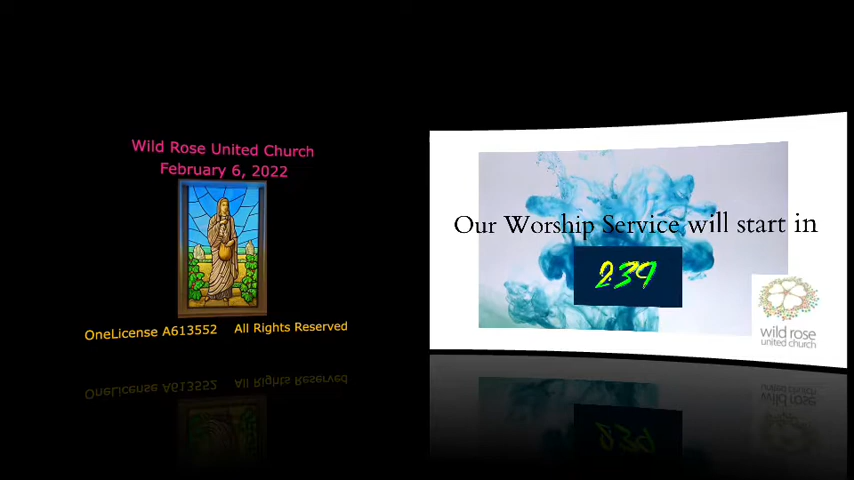 Wild Rose United Church
February 6, 2022
OneLicense A613552 All Rights Reserved
Our Worship Service will start in
2:39
wild rose
united church